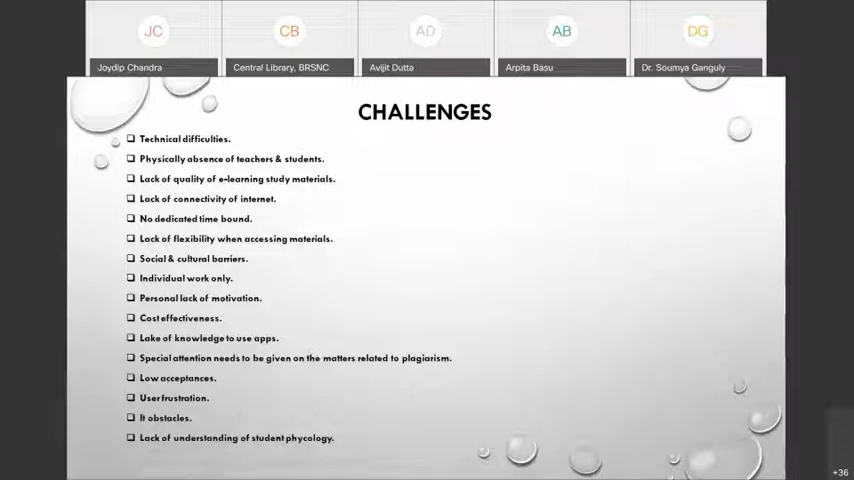 JC
CB
AD
AB
DG
Joydip Chandra
Central Library, BRSNC
Avijit Dutta
Arpita Basu
Dr. Soumya Ganguly
CHALLENGES
Technical difficulties.
Physically absence of teachers & students.
Lack of quality of e-learning study materials.
Lack of connectivity of internet.
No dedicated time bound.
Lack of flexibility when accessing materials.
Social & cultural barriers.
Individual work only.
Personal lack of motivation.
Cost effectiveness.
Lake of knowledge to use apps.
Special attention needs to be given on the matters related to plagiarism.
Low acceptances.
User frustration.
It obstacles.
Lack of understanding of student phycology.
+36